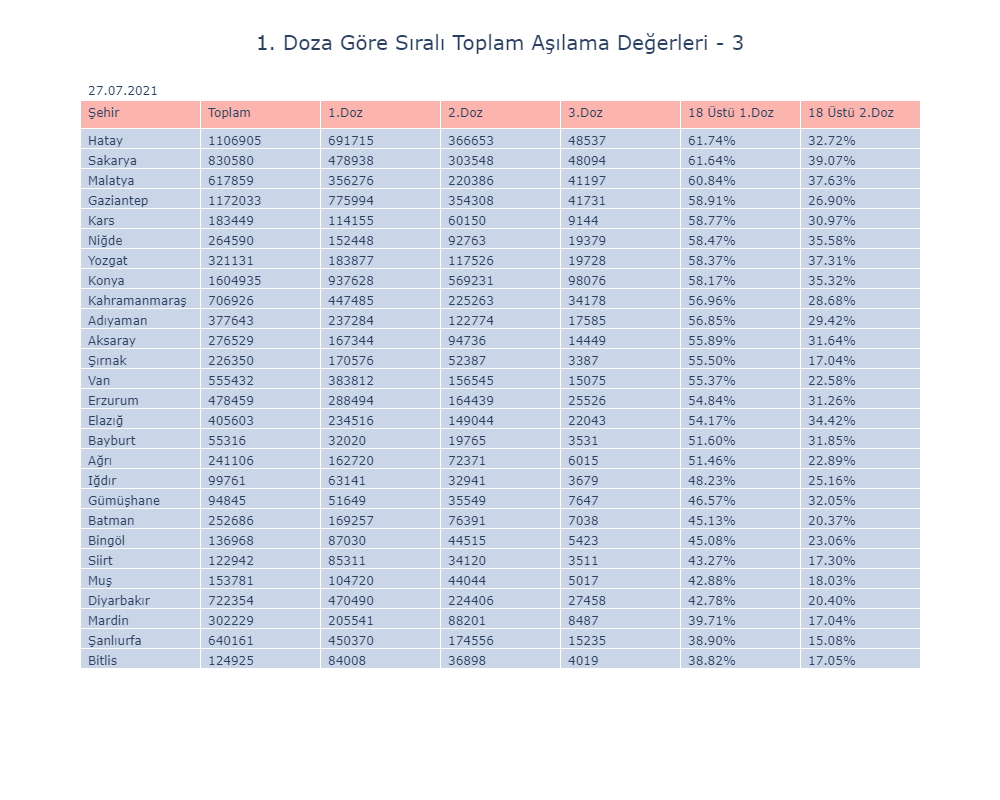 1. Doza Göre Sıralı Toplam Aşılama Değerleri - 3
27.07.2021
Şehir Toplam 1.Doz 2.Doz 3.Doz 18 Üstü 1.Doz 18 Üstü 2.Doz
Hatay 1106905 691715 366653 48537 61.74% 32.72%
Sakarya 830580 478938 303548 48094 61.64% 39.07%
Malatya 617859 356276 220386 41197 60.84% 37.63%
Gaziantep 1172033 775994 354308 41731 58.91% 26.90%
Kars 183449 114155 60150 9144 58.77% 30.97%
Niğde 264590 152448 92763 19379 58.47% 35.58%
Yozgat 321131 183877 117526 19728 58.37% 37.31%
Konya 1604935 937628 569231 98076 58.17% 35.32%
Kahramanmaraş 706926 447485 225263 34178 56.96% 28.68%
Adıyaman 377643 237284 122774 17585 56.85% 29.42%
Aksaray 276529 167344 94736 14449 55.89% 31.64%
Şırnak 226350 170576 52387 3387 55.50% 17.04%
Van 555432 383812 156545 15075 55.37% 22.58%
Erzurum 478459 288494 164439 25526 54.84% 31.26%
Elazığ 405603 234516 149044 22043 54.17% 34.42%
Bayburt 55316 32020 19765 3531 51.60% 31.85%
Ağrı 241106 162720 72371 6015 51.46% 22.89%
Iğdır 99761 63141 32941 3679 48.23% 25.16%
Gümüşhane 94845 51649 35549 7647 46.57% 32.05%
Batman 252686 169257 76391 7038 45.13% 20.37%
Bingöl 136968 87030 44515 5423 45.08% 23.06%
Siirt 122942 85311 34120 3511 43.27% 17.30%
Muş 153781 104720 44044 5017 42.88% 18.03%
Diyarbakır 722354 470490 224406 27458 42.78% 20.40%
Mardin 302229 205541 88201 8487 39.71% 17.04%
Şanlıurfa 640161 450370 174556 15235 38.90% 15.08%
Bitlis 124925 84008 36898 4019 38.82% 17.05%